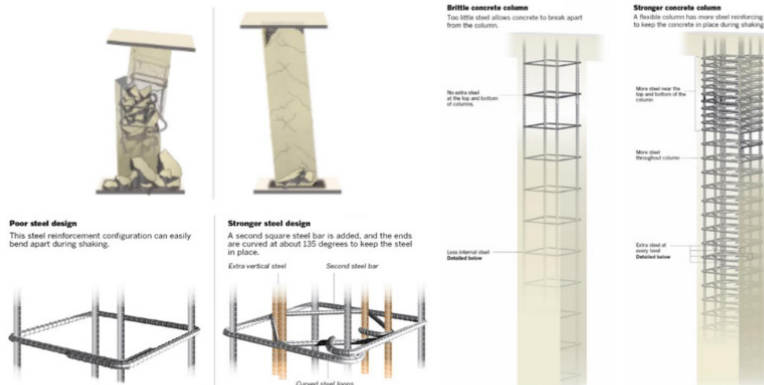 Brittle concrete column
Too little steel allows concrete to break apart
from the column.
No extra steel
at the top and bottom
of columns.
Less internal steel
Detailed below
Stronger concrete column
A flexible column has more steel reinforcing
to keep the concrete in place during shaking
More steel near the
top and bottom of the
column
More steel
throughout column
Extra steel at
every level
Detailed below
Poor steel design
This steel reinforcement configuration can easily
bend apart during shaking.
Stronger steel design
A second square steel bar is added, and the ends
are curved at about 135 degrees to keep the steel
in place.
Extra vertical steel
Second steel bar
Curved steel loops